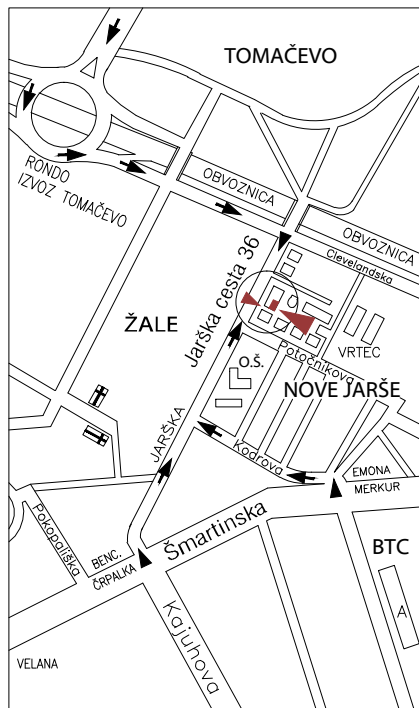 TOMAČEVO
RONDO
IZVOZ TOMAČEVO
OBVOZNICA
OBVOZNICA
Clevelandska
Jarška cesta 36
ŽALE
VRTEC
Potočnikova
O.Š.
NOVE JARŠE
JARŠKA
Kodrova
EMONA
MERKUR
Šmartinska
Pokopališka
BENC.
ČRPALKA
BTC
A
Kajuhova
VELANA